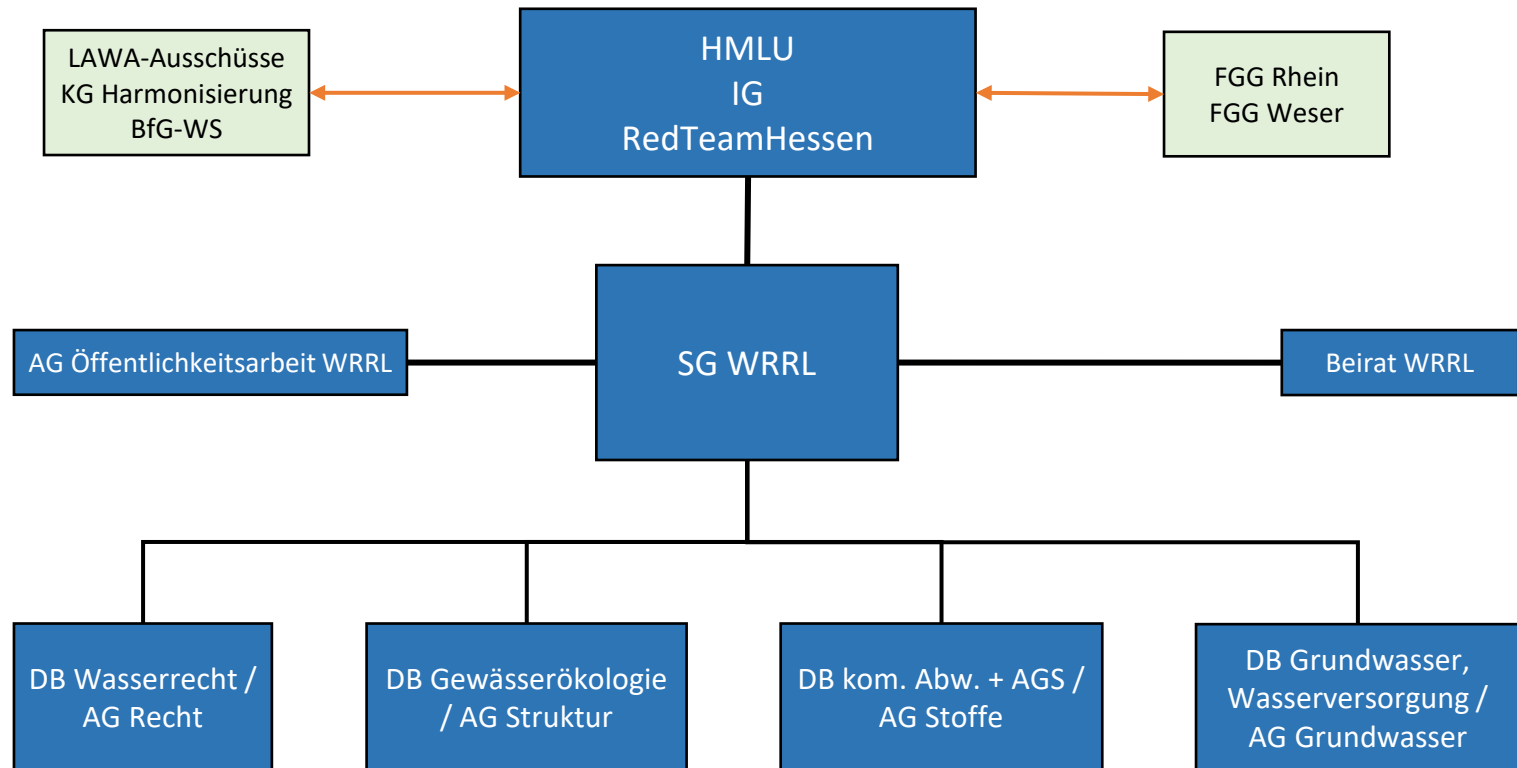 LAWA-Ausschüsse
KG Harmonisierung
BfG-WS
HMLU
IG
RedTeamHessen
FGG Rhein
FGG Weser
AG Öffentlichkeitsarbeit WRRL
SG WRRL
Beirat WRRL
DB Wasserrecht /
AG Recht
DB Gewässerökologie
/ AG Struktur
DB kom. Abw. + AGS /
AG Stoffe
DB Grundwasser,
Wasserversorgung /
AG Grundwasser